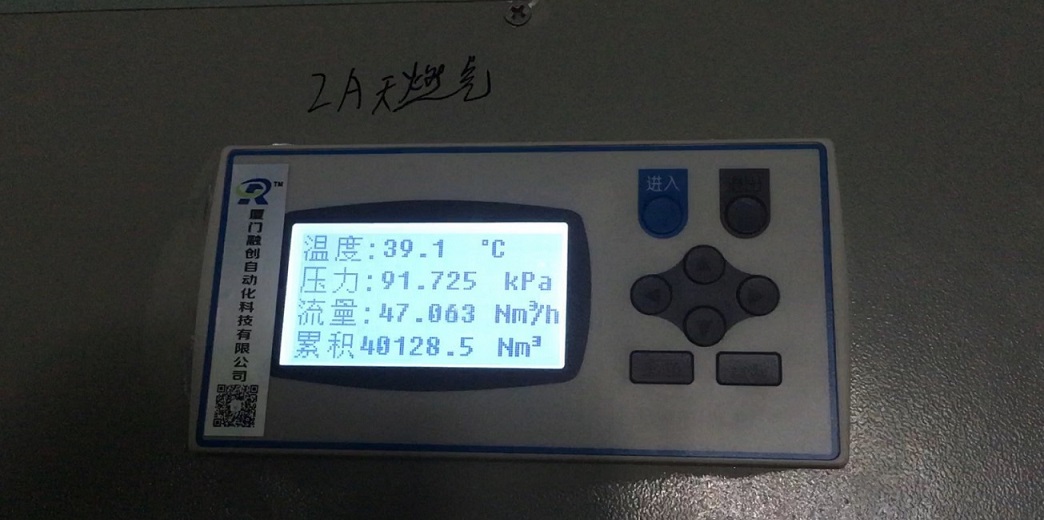 2A天燃气
TM
厦门融创自动化科技有限公司
进入
温度:39.1 ℃
压力:91.725 kPa
流量:47.063 Nm³/h
累积40128.5 Nm³